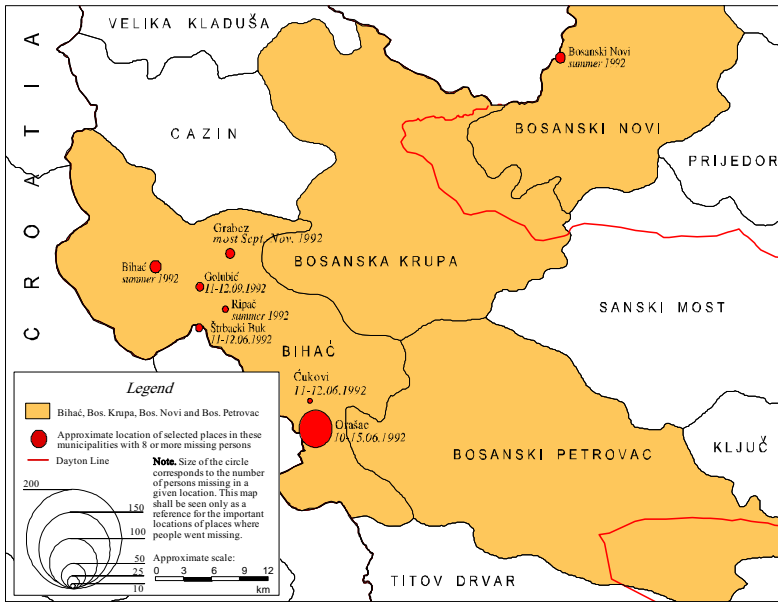 VELIKA KLADUŠA
CROATIA
Bosanski Novi
summer 1992
CAZIN
BOSANSKI NOVI
PRIJEDOR
Grabez
most Sept. Nov. 1992
BOSANSKA KRUPA
Bihać
summer 1992
Golubić
11-12.09.1992
Ripač
summer 1992
SANSKI MOST
Štrbacki Buk
11-12.06.1992
BIHAĆ
Ćukovi
11-12.06.1992
Orašac
10-15.06.1992
BOSANSKI PETROVAC
KLJUČ
TITOV DRVAR
Legend
Bihać, Bos. Krupa, Bos. Novi and Bos. Petrovac
Approximate location of selected places in these
municipalities with 8 or more missing persons
Dayton Line
Note. Size of the circle
corresponds to the number
of persons missing in a
given location. This map
shall be seen only as a
reference for the important
locations of places where
people went missing.
200
150
100
50
25
10
Approximate scale:
0 3 6 9 12
km